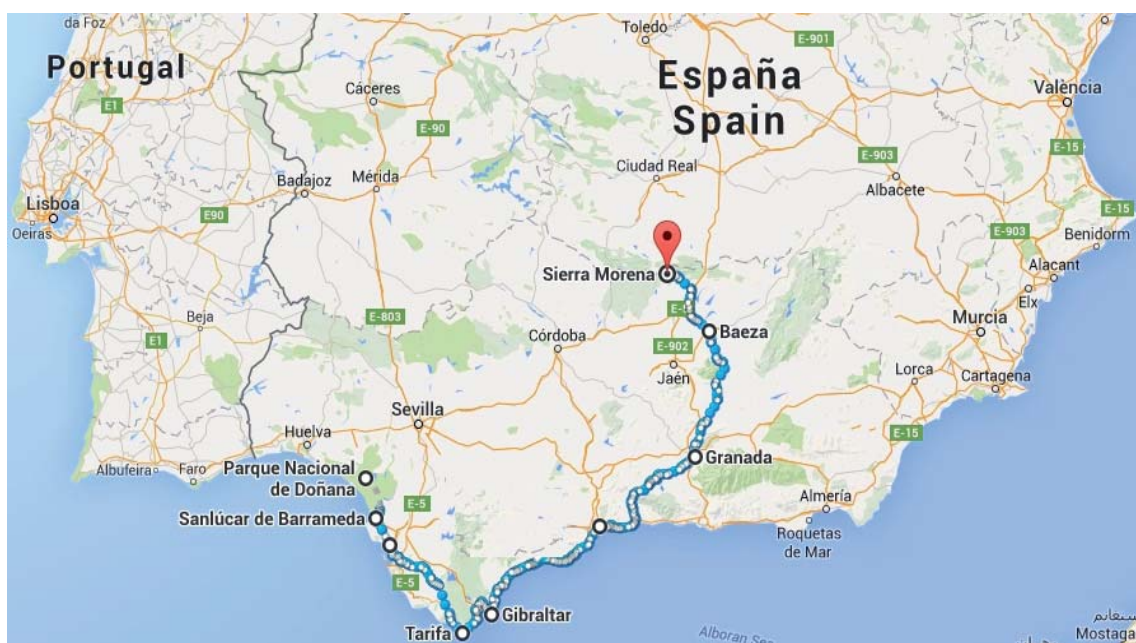 da Foz
Toledo
E-901
Portugal
España
Spain
Cáceres
E1
València
E-90
E-15
Ciudad Real
E-903
Badajoz
Mérida
Albacete
Lisboa
Oeiras
E90
E-15
E-903
Benidorm
Sierra Morena
Alacant
Elx
Beja
E-803
E-5
Baeza
Murcia
E1
Córdoba
E-902
Jaén
Lorca
Cartagena
Sevilla
Huelva
E-15
Albufeira
Faro
Parque Nacional
de Doñana
Granada
Almería
E-5
Sanlúcar de Barrameda
Roquetas
de Mar
E-5
Gibraltar
Tarifa
Alboran Sea
مستغانم
Mostaga